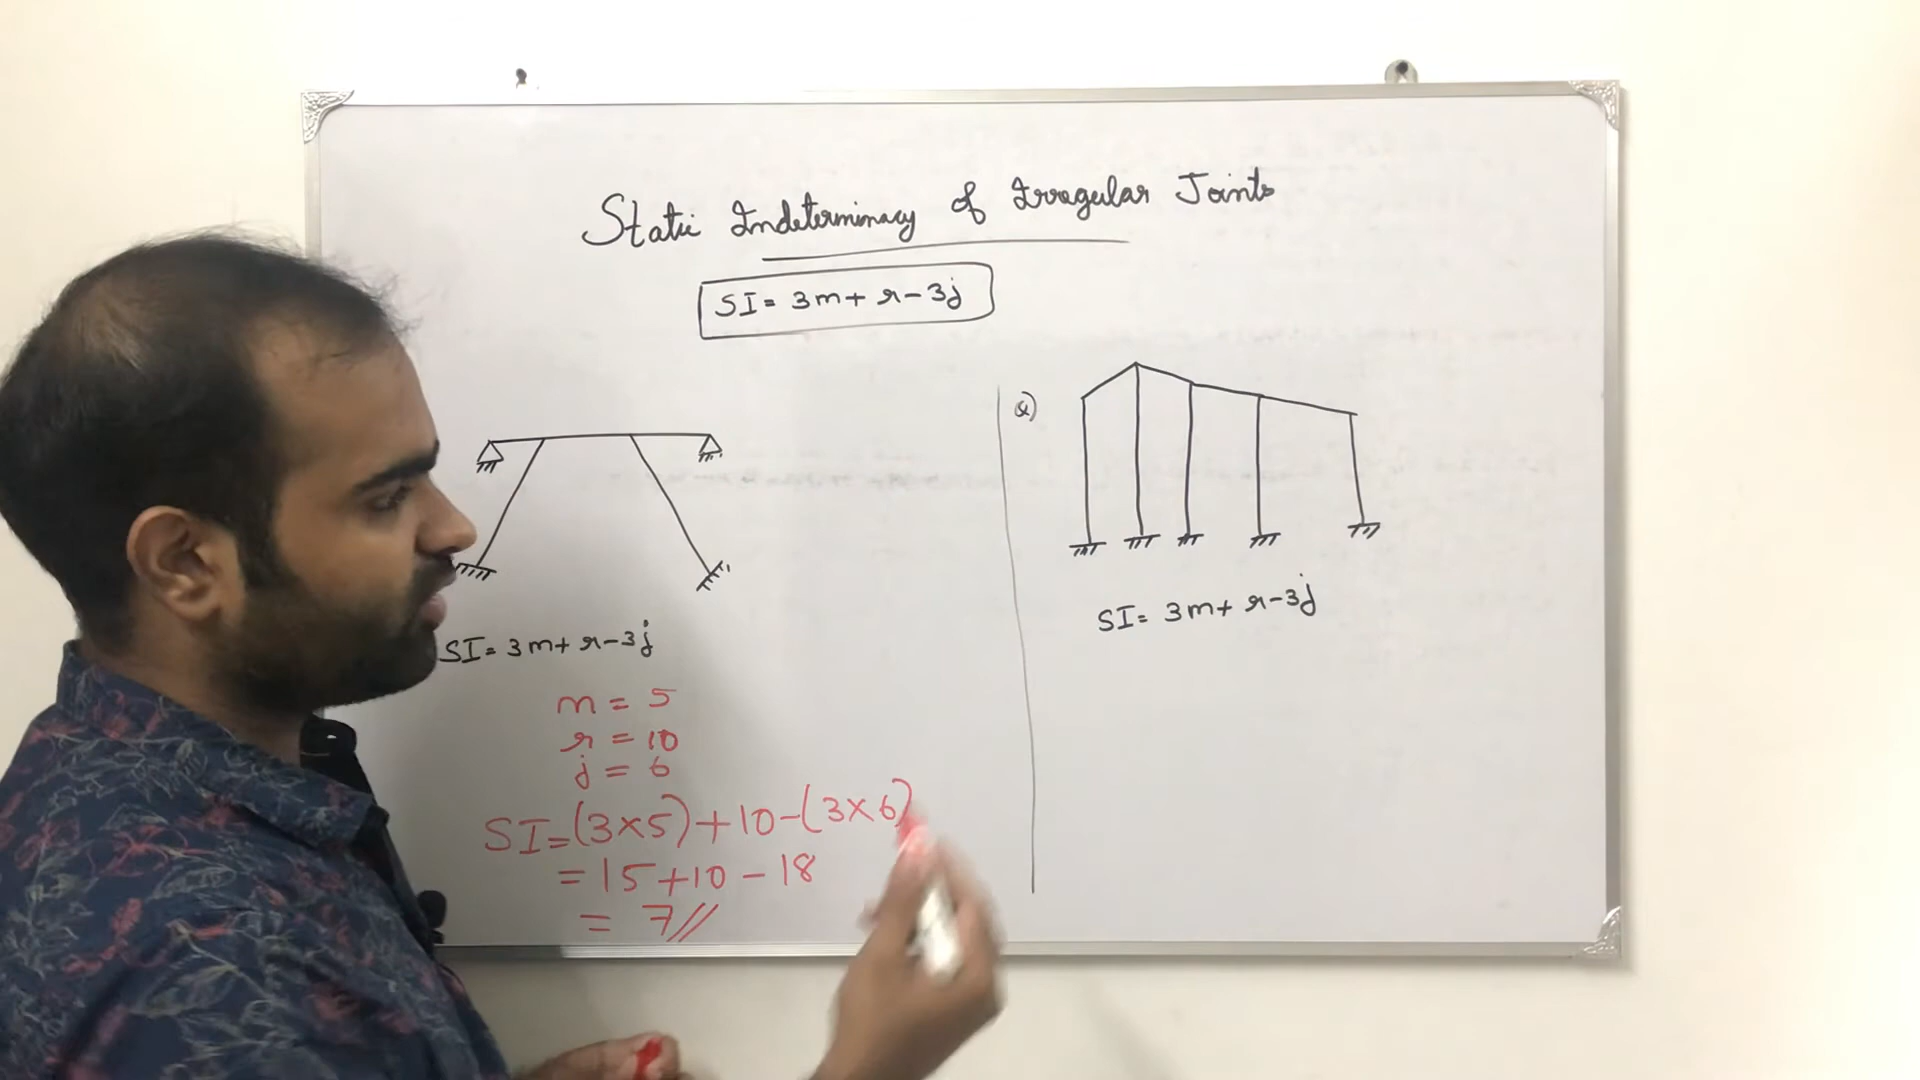 Static Indeterminacy of Irregular Joints
SI = 3m + r - 3j
SI = 3m + r - 3j
m = 5
r = 10
j = 6
SI = (3×5) + 10 - (3×6)
= 15 + 10 - 18
= 7//
Q)
SI = 3m + r - 3j